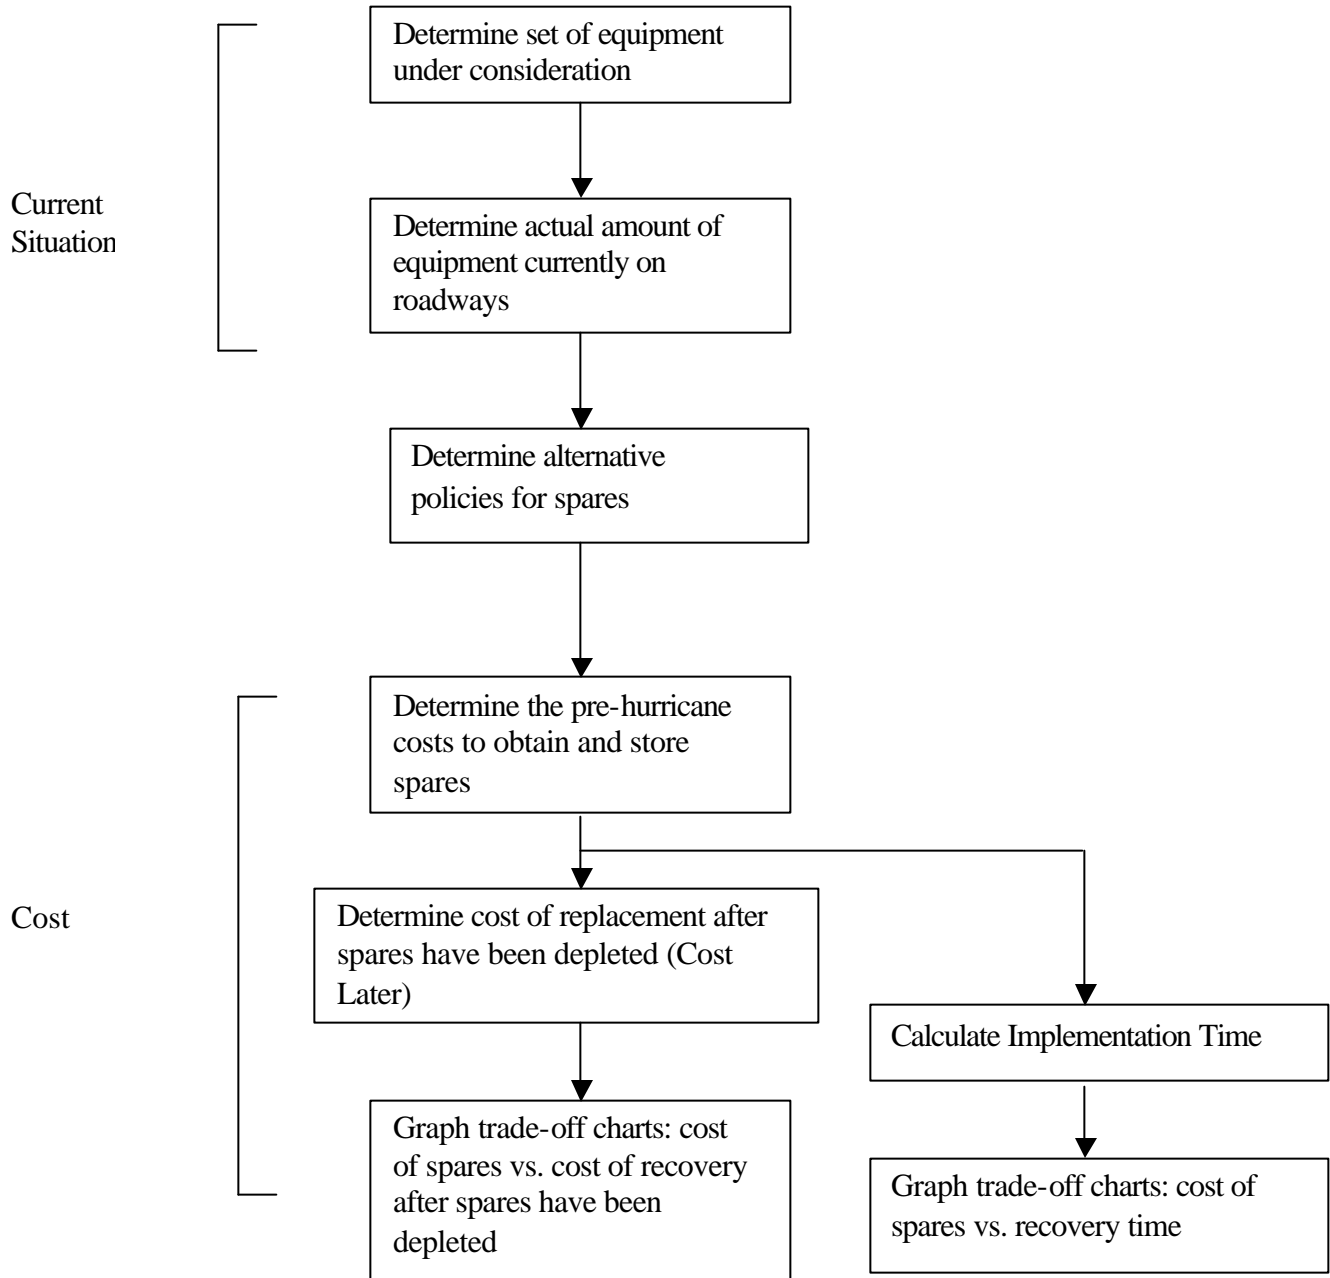 Determine set of equipment
under consideration
Current
Situation
Determine actual amount of
equipment currently on
roadways
Determine alternative
policies for spares
Determine the pre-hurricane
costs to obtain and store
spares
Cost
Determine cost of replacement after
spares have been depleted (Cost
Later)
Calculate Implementation Time
Graph trade-off charts: cost
of spares vs. cost of recovery
after spares have been
depleted
Graph trade-off charts: cost of
spares vs. recovery time